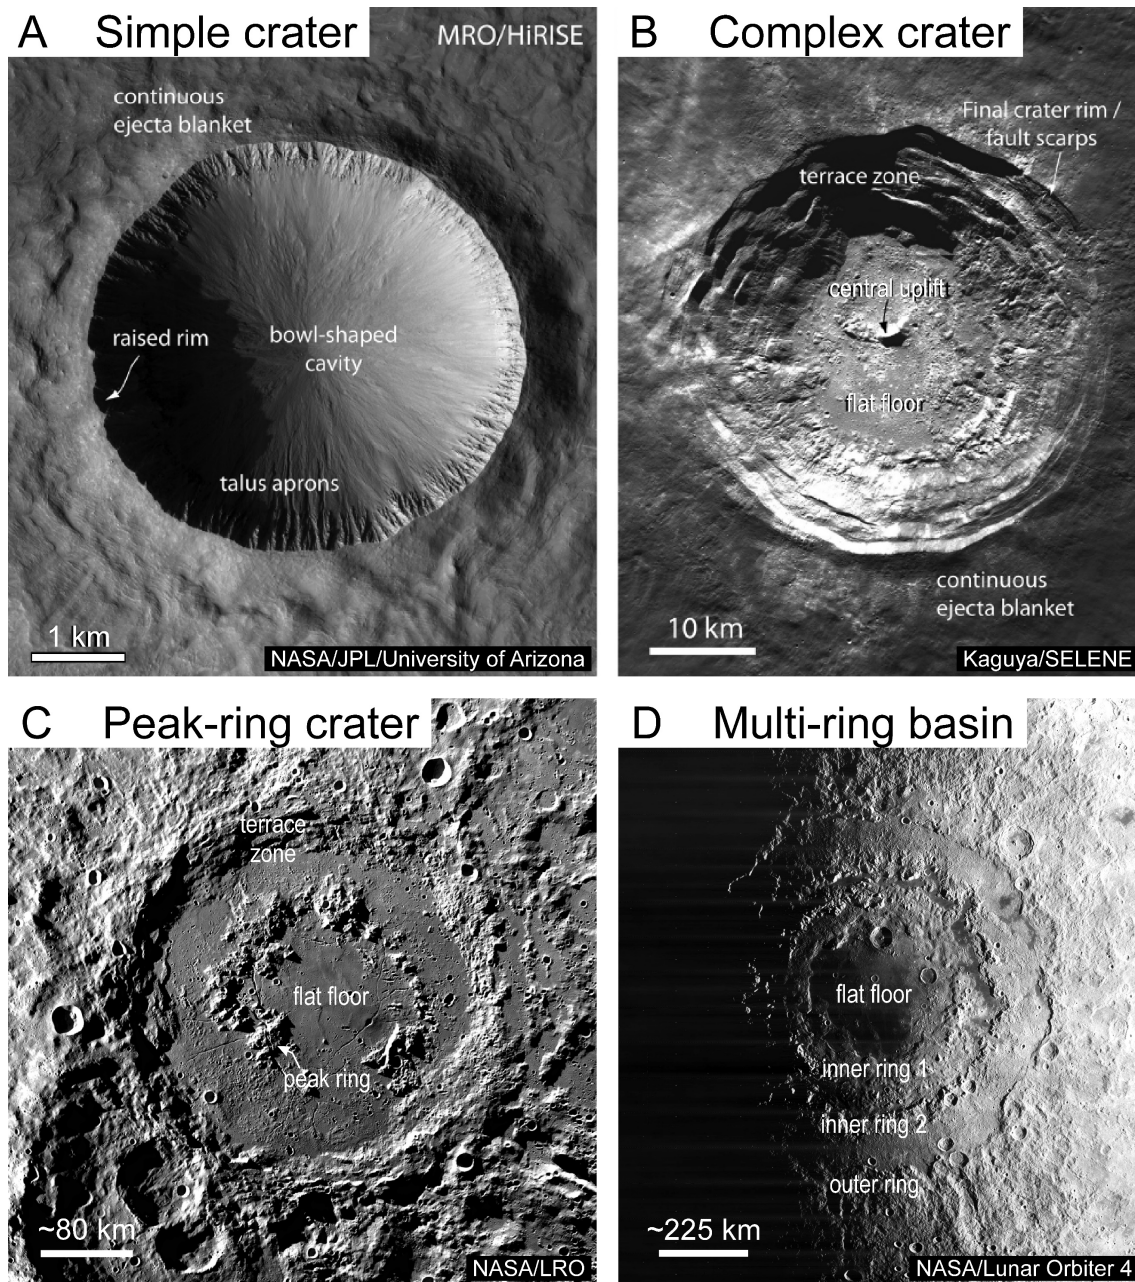 A Simple crater
MRO/HiRISE
continuous
ejecta blanket
raised rim
bowl-shaped
cavity
talus aprons
1 km
NASA/JPL/University of Arizona
B Complex crater
Final crater rim /
fault scarps
terrace zone
central uplift
flat floor
continuous
ejecta blanket
10 km
Kaguya/SELENE
C Peak-ring crater
terrace
zone
flat floor
peak ring
~80 km
NASA/LRO
D Multi-ring basin
flat floor
inner ring 1
inner ring 2
outer ring
~225 km
NASA/Lunar Orbiter 4